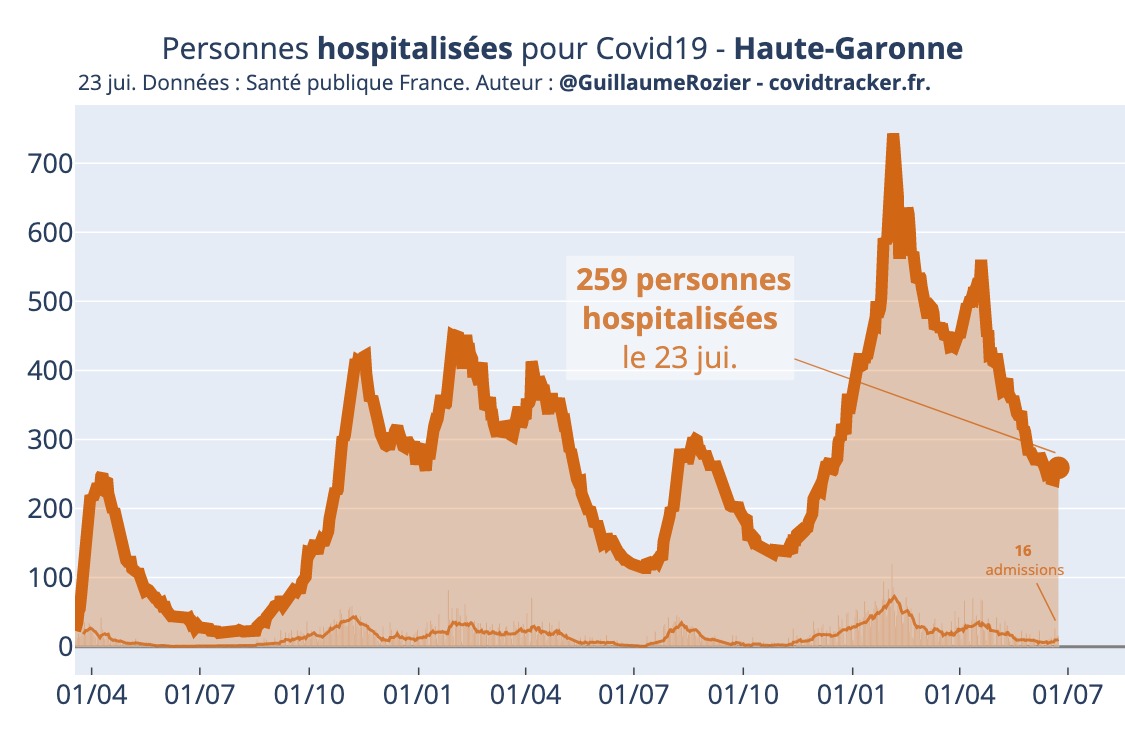 Personnes hospitalisées pour Covid19 - Haute-Garonne
23 jui. Données : Santé publique France. Auteur : @GuillaumeRozier - covidtracker.fr.
700
600
500
400
300
200
100
0
259 personnes
hospitalisées
le 23 jui.
16
admissions
01/04 01/07 01/10 01/01 01/04 01/07 01/10 01/01 01/04 01/07